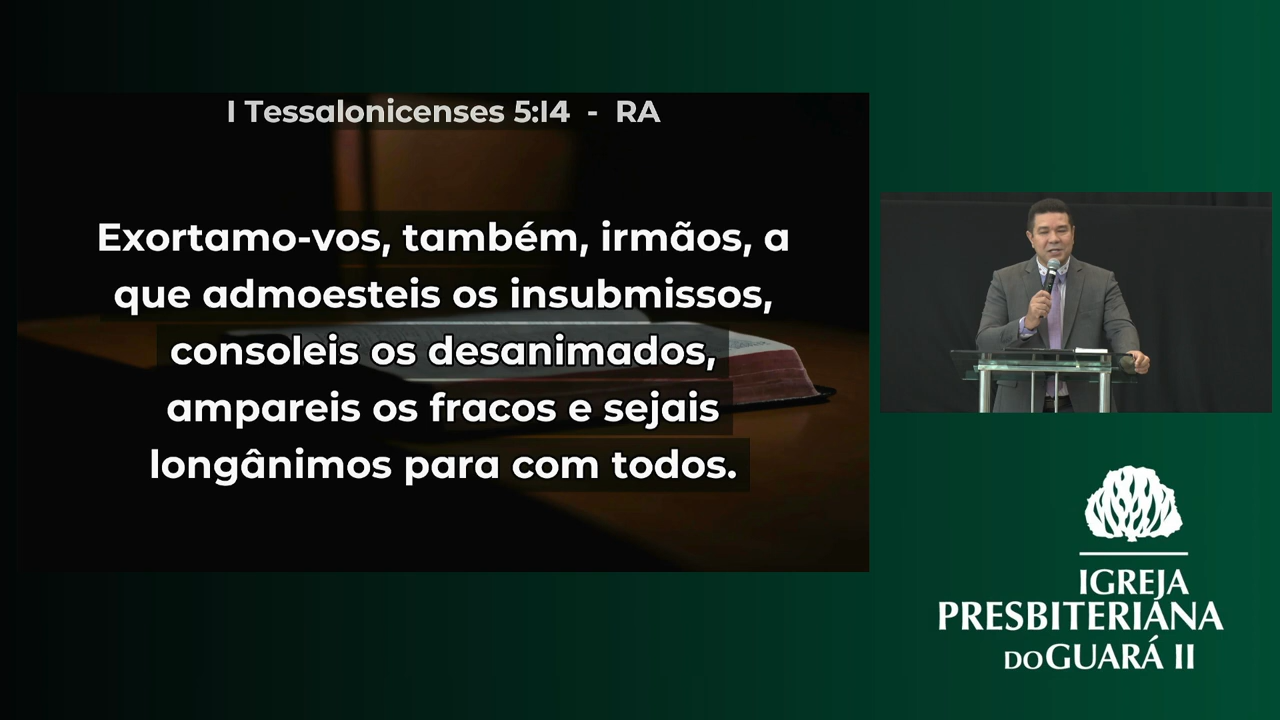 I Tessalonicenses 5:14 - RA
Exortamo-vos, também, irmãos, a
que admoesteis os insubmissos,
consoleis os desanimados,
ampareis os fracos e sejais
longânimos para com todos.
IGREJA
PRESBITERIANA
DO GUARÁ II